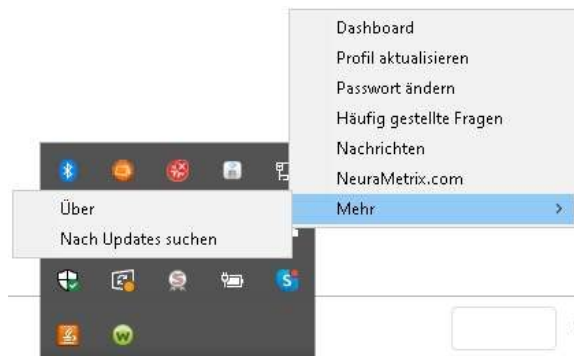 Dashboard
Profil aktualisieren
Passwort ändern
Häufig gestellte Fragen
Nachrichten
NeuraMetrix.com
Mehr
Über
Nach Updates suchen